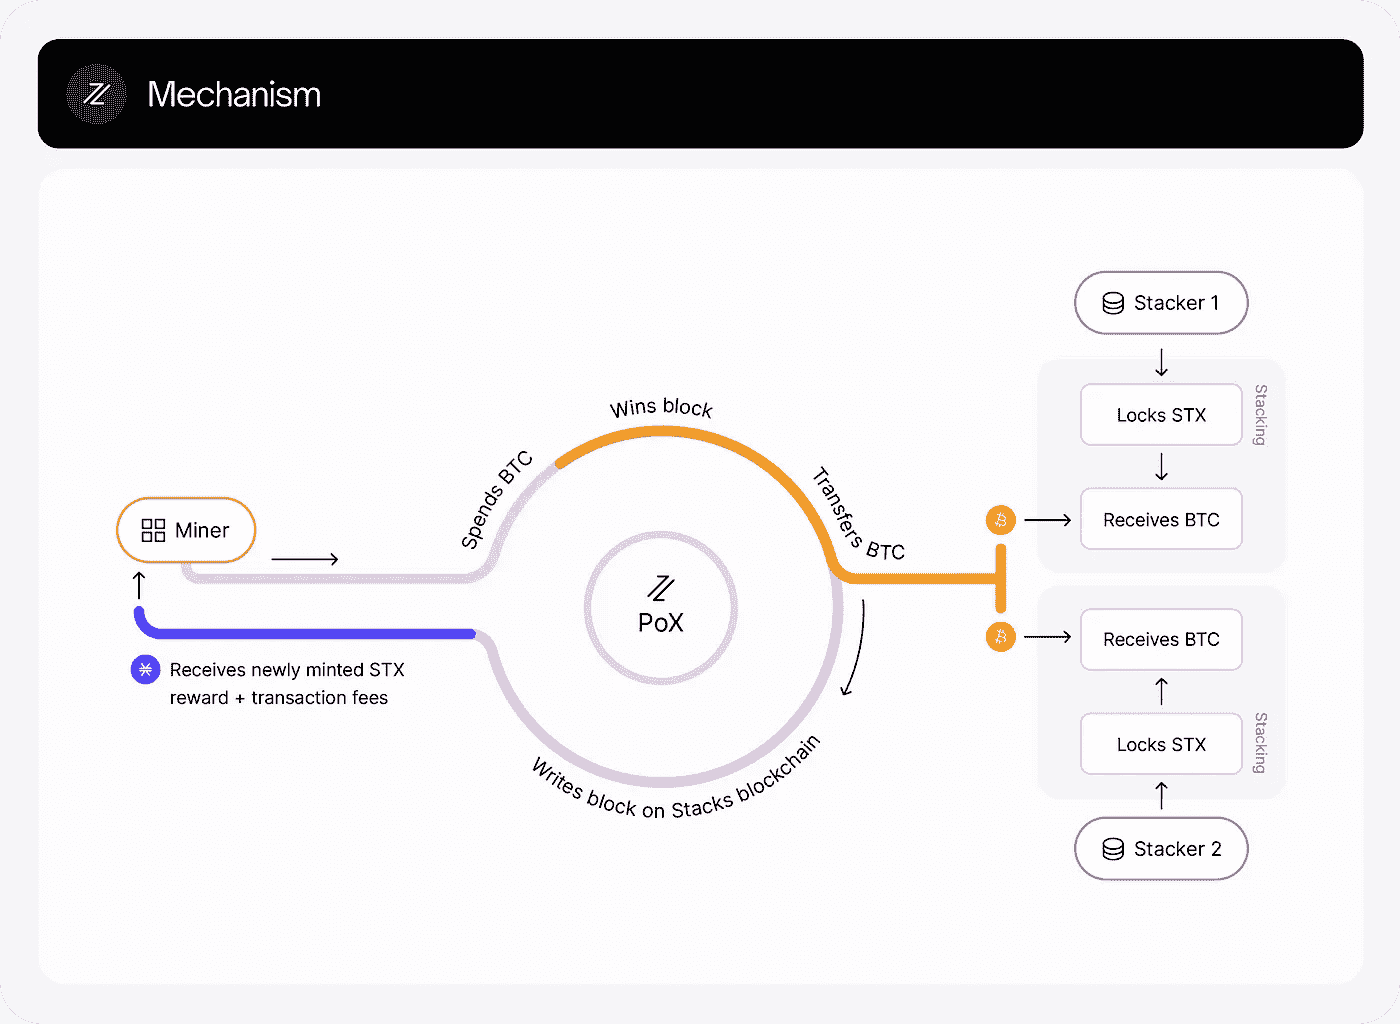 Mechanism
Miner
Spends BTC
Wins block
Transfers BTC
PoX
Writes block on Stacks blockchain
Receives newly minted STX
reward + transaction fees
Stacker 1
Locks STX
Stacking
Receives BTC
Receives BTC
Locks STX
Stacking
Stacker 2